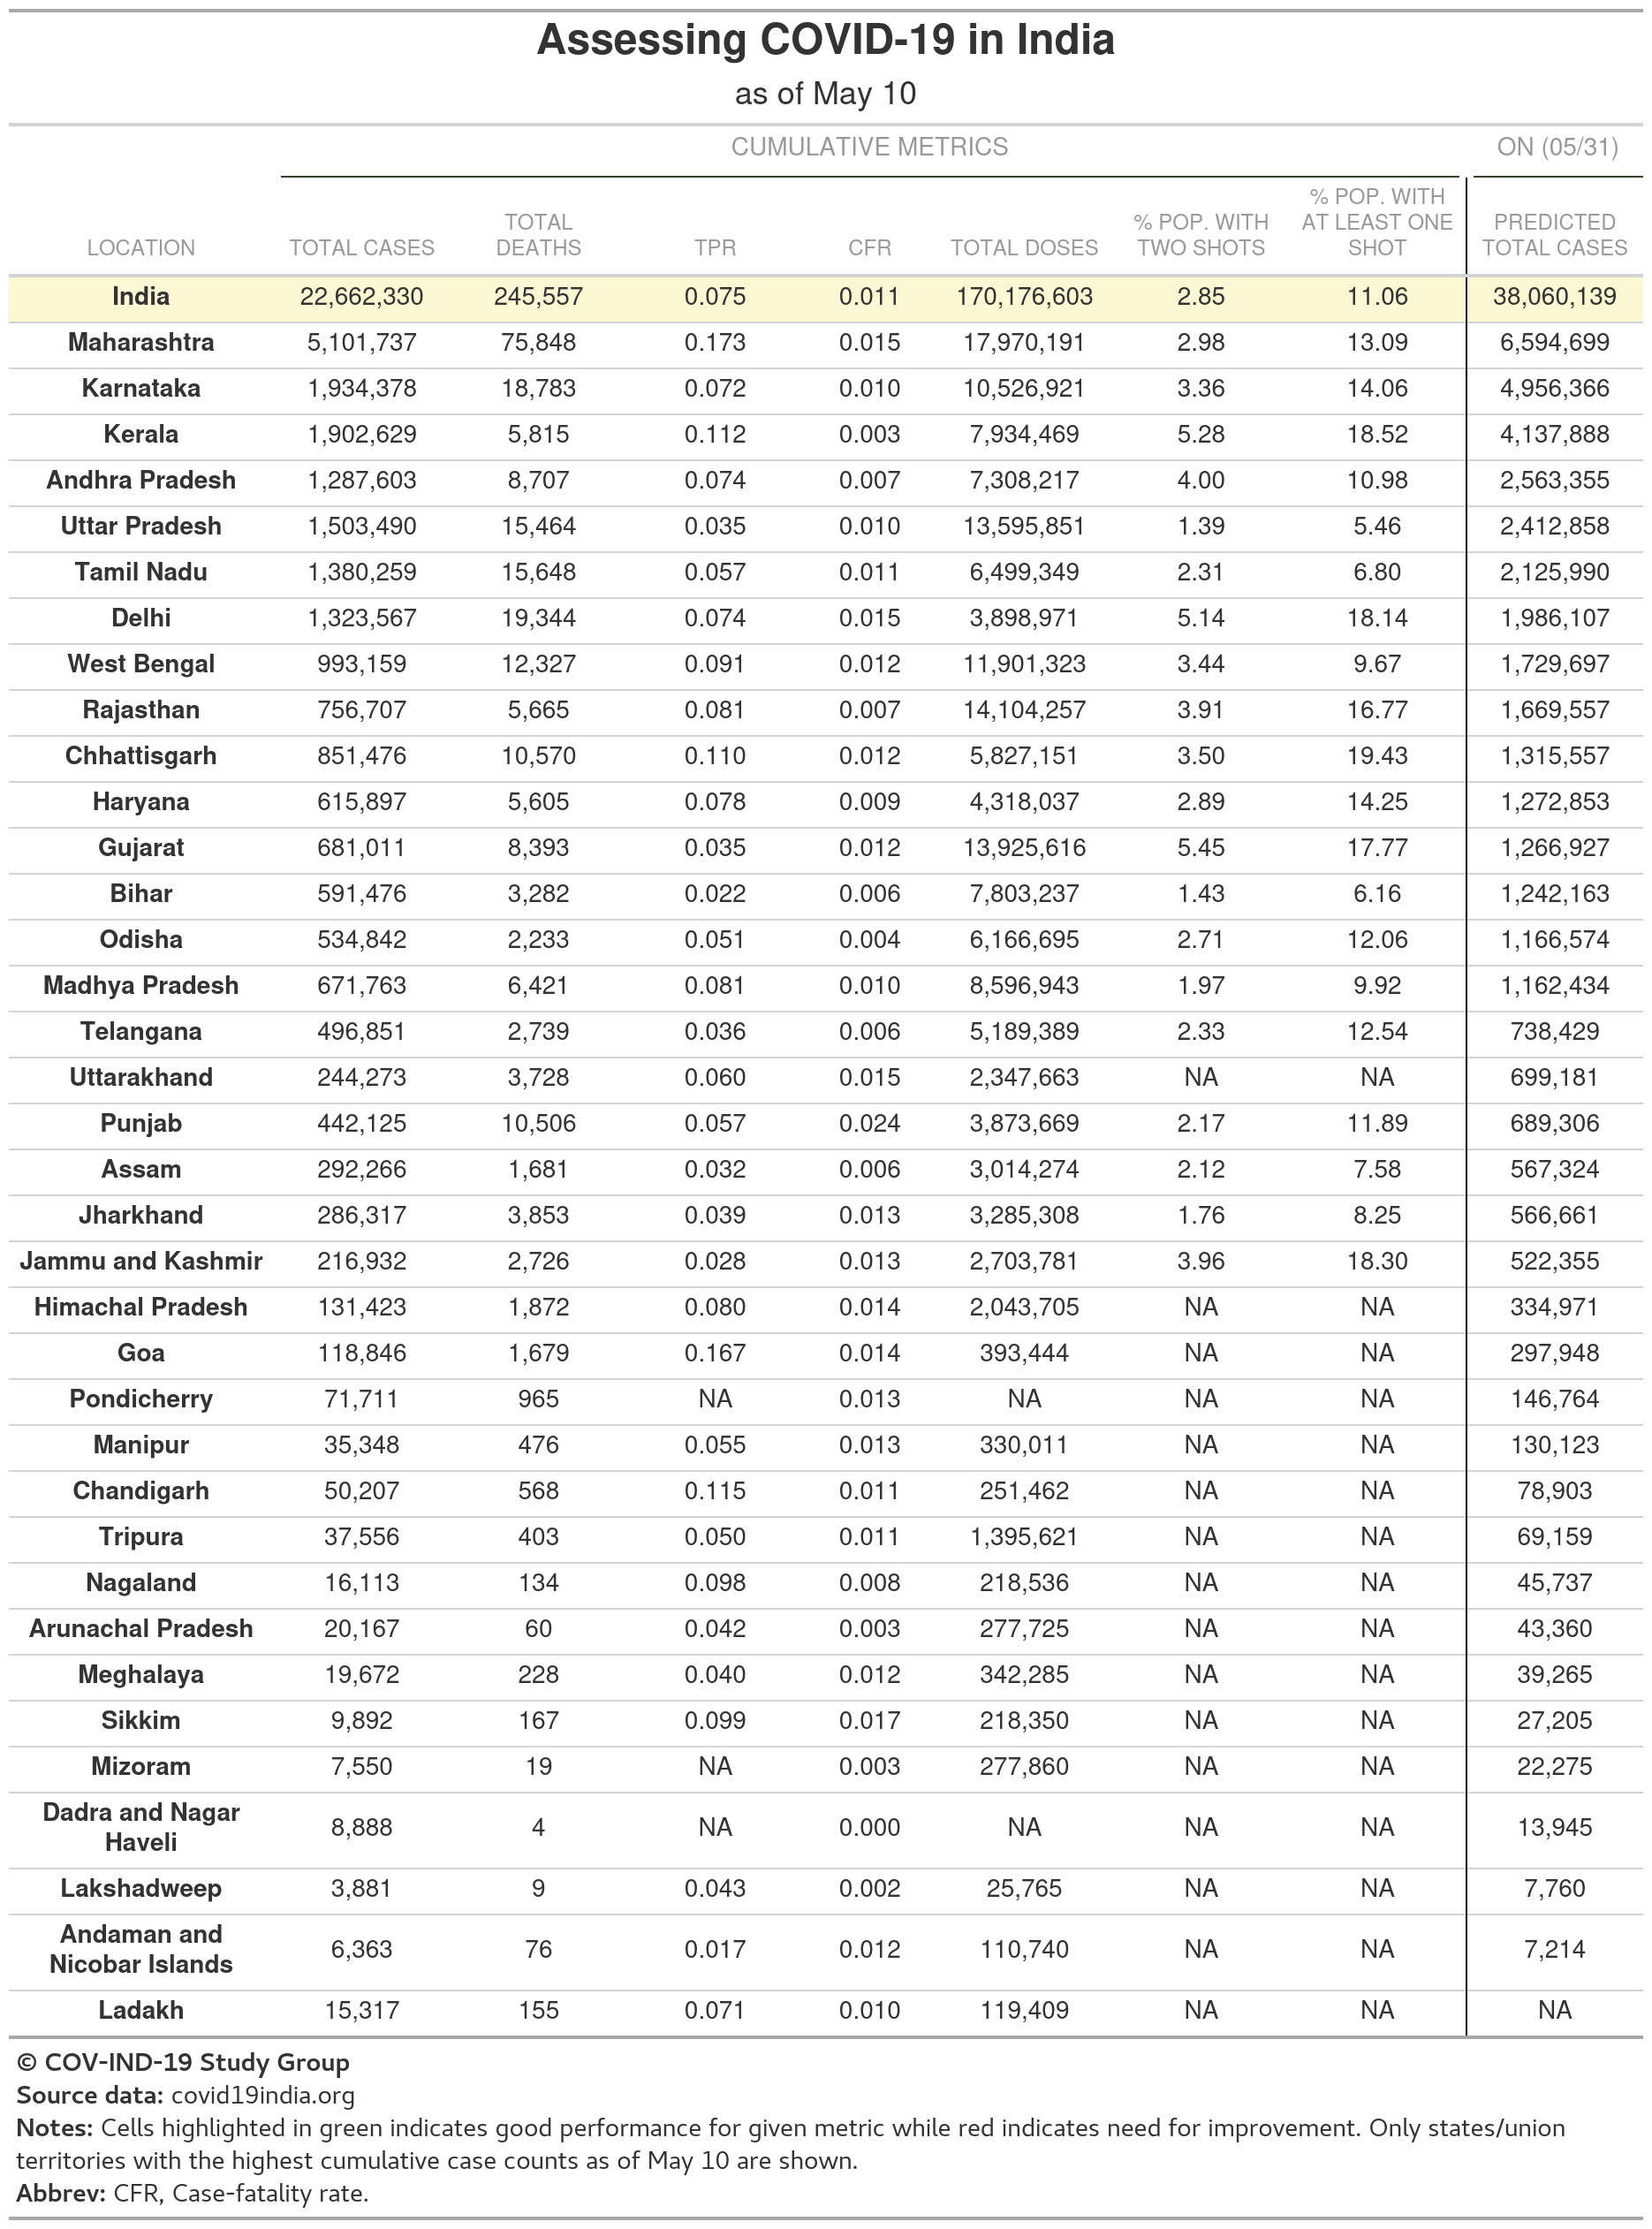 Assessing COVID-19 in India
as of May 10
CUMULATIVE METRICS ON (05/31)
LOCATION TOTAL CASES TOTAL DEATHS TPR CFR TOTAL DOSES % POP. WITH TWO SHOTS % POP. WITH AT LEAST ONE SHOT PREDICTED TOTAL CASES
India 22,662,330 245,557 0.075 0.011 170,176,603 2.85 11.06 38,060,139
Maharashtra 5,101,737 75,848 0.173 0.015 17,970,191 2.98 13.09 6,594,699
Karnataka 1,934,378 18,783 0.072 0.010 10,526,921 3.36 14.06 4,956,366
Kerala 1,902,629 5,815 0.112 0.003 7,934,469 5.28 18.52 4,137,888
Andhra Pradesh 1,287,603 8,707 0.074 0.007 7,308,217 4.00 10.98 2,563,355
Uttar Pradesh 1,503,490 15,464 0.035 0.010 13,595,851 1.39 5.46 2,412,858
Tamil Nadu 1,380,259 15,648 0.057 0.011 6,499,349 2.31 6.80 2,125,990
Delhi 1,323,567 19,344 0.074 0.015 3,898,971 5.14 18.14 1,986,107
West Bengal 993,159 12,327 0.091 0.012 11,901,323 3.44 9.67 1,729,697
Rajasthan 756,707 5,665 0.081 0.007 14,104,257 3.91 16.77 1,669,557
Chhattisgarh 851,476 10,570 0.110 0.012 5,827,151 3.50 19.43 1,315,557
Haryana 615,897 5,605 0.078 0.009 4,318,037 2.89 14.25 1,272,853
Gujarat 681,011 8,393 0.035 0.012 13,925,616 5.45 17.77 1,266,927
Bihar 591,476 3,282 0.022 0.006 7,803,237 1.43 6.16 1,242,163
Odisha 534,842 2,233 0.051 0.004 6,166,695 2.71 12.06 1,166,574
Madhya Pradesh 671,763 6,421 0.081 0.010 8,596,943 1.97 9.92 1,162,434
Telangana 496,851 2,739 0.036 0.006 5,189,389 2.33 12.54 738,429
Uttarakhand 244,273 3,728 0.060 0.015 2,347,663 NA NA 699,181
Punjab 442,125 10,506 0.057 0.024 3,873,669 2.17 11.89 689,306
Assam 292,266 1,681 0.032 0.006 3,014,274 2.12 7.58 567,324
Jharkhand 286,317 3,853 0.039 0.013 3,285,308 1.76 8.25 566,661
Jammu and Kashmir 216,932 2,726 0.028 0.013 2,703,781 3.96 18.30 522,355
Himachal Pradesh 131,423 1,872 0.080 0.014 2,043,705 NA NA 334,971
Goa 118,846 1,679 0.167 0.014 393,444 NA NA 297,948
Pondicherry 71,711 965 NA 0.013 NA NA NA 146,764
Manipur 35,348 476 0.055 0.013 330,011 NA NA 130,123
Chandigarh 50,207 568 0.115 0.011 251,462 NA NA 78,903
Tripura 37,556 403 0.050 0.011 1,395,621 NA NA 69,159
Nagaland 16,113 134 0.098 0.008 218,536 NA NA 45,737
Arunachal Pradesh 20,167 60 0.042 0.003 277,725 NA NA 43,360
Meghalaya 19,672 228 0.040 0.012 342,285 NA NA 39,265
Sikkim 9,892 167 0.099 0.017 218,350 NA NA 27,205
Mizoram 7,550 19 NA 0.003 277,860 NA NA 22,275
Dadra and Nagar Haveli 8,888 4 NA 0.000 NA NA NA 13,945
Lakshadweep 3,881 9 0.043 0.002 25,765 NA NA 7,760
Andaman and Nicobar Islands 6,363 76 0.017 0.012 110,740 NA NA 7,214
Ladakh 15,317 155 0.071 0.010 119,409 NA NA NA
© COV-IND-19 Study Group
Source data: covid19india.org
Notes: Cells highlighted in green indicates good performance for given metric while red indicates need for improvement. Only states/union
territories with the highest cumulative case counts as of May 10 are shown.
Abbrev: CFR, Case-fatality rate.